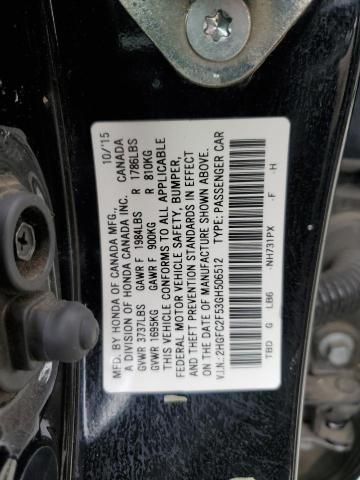 MFD. BY HONDA OF CANADA MFG., 10/15
A DIVISION OF HONDA CANADA INC. CANADA
GVWR 3737LBS GAWR F 1984LBS R 1786LBS
GVWR 1695KG GAWR F 900KG R 810KG
THIS VEHICLE CONFORMS TO ALL APPLICABLE
FEDERAL MOTOR VEHICLE SAFETY, BUMPER,
AND THEFT PREVENTION STANDARDS IN EFFECT
ON THE DATE OF MANUFACTURE SHOWN ABOVE.
V.I.N.:2HGFC2F53GH506512 TYPE:PASSENGER CAR
TBD G LB6 -NH731PX -F -H